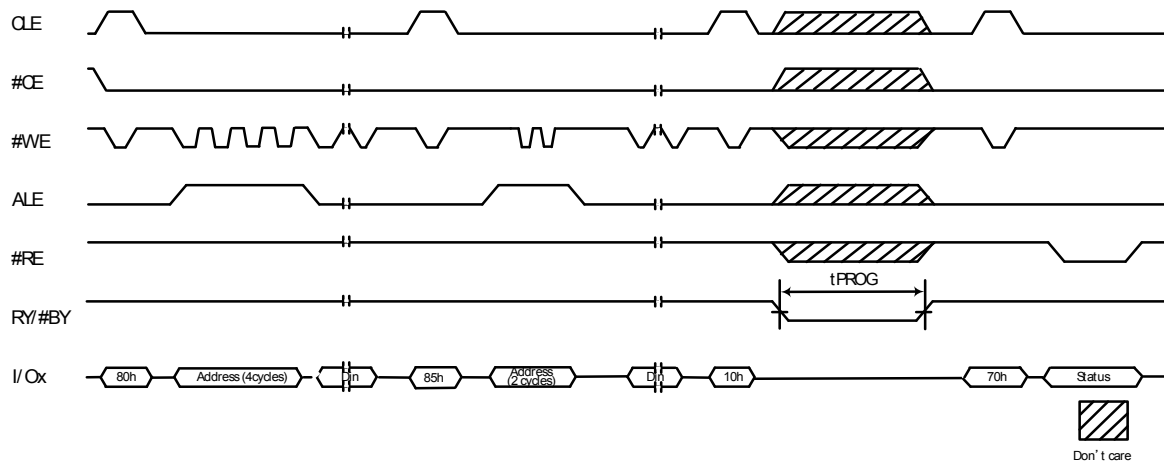 CLE
#CE
#WE
ALE
#RE
tPROG
RY/#BY
I/Ox
80h
Address (4cycles)
Din
85h
Address
(2 cycles)
Din
10h
70h
Status
Don't care